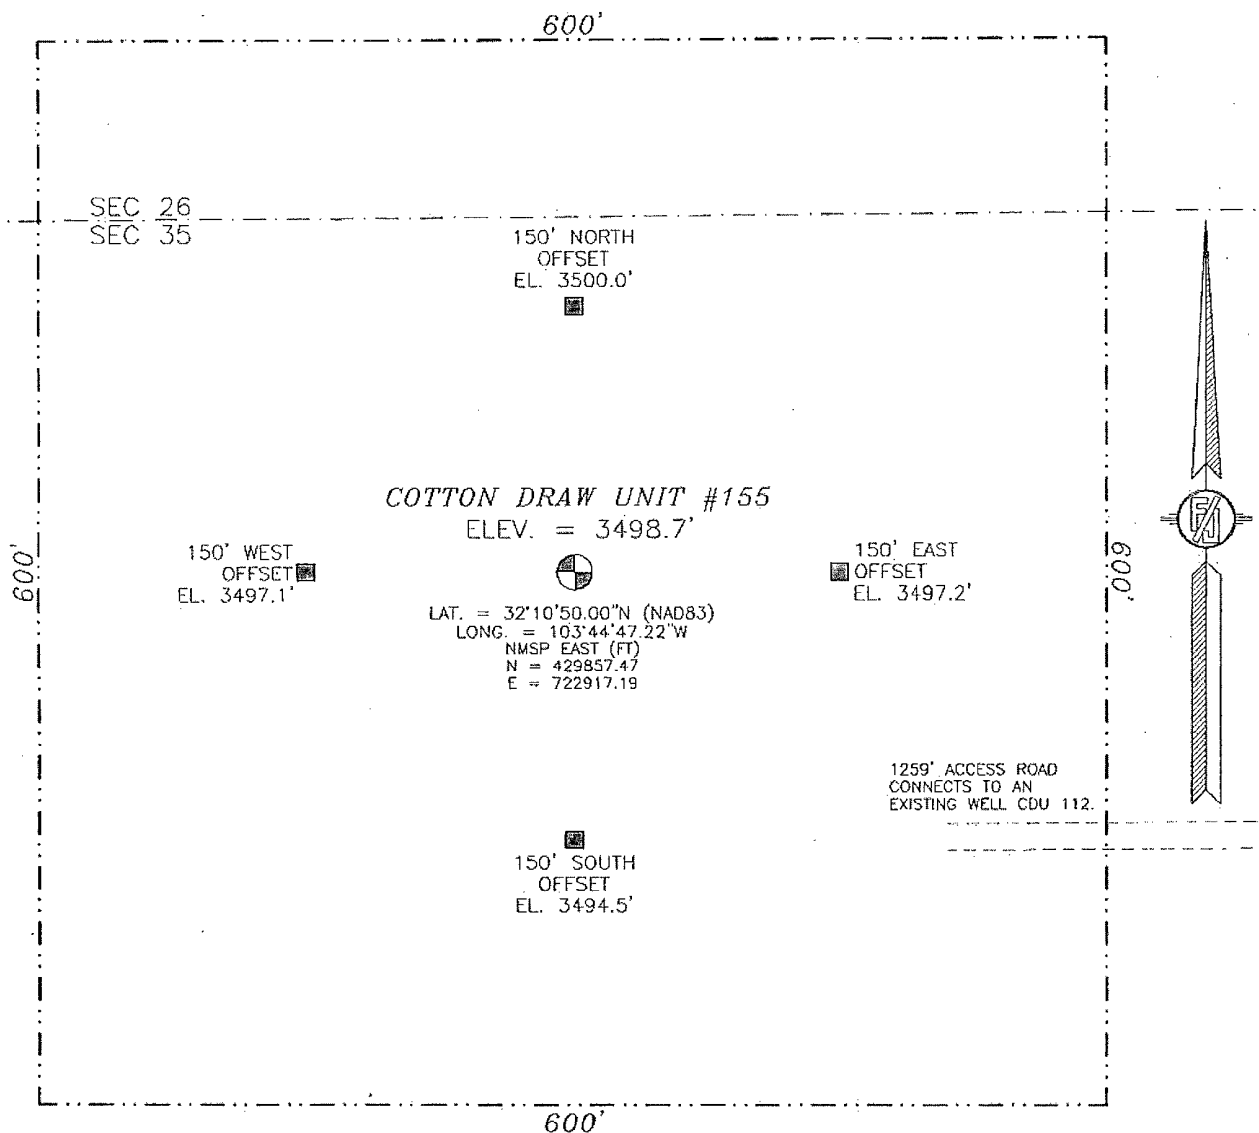 600'
SEC 26
SEC 35
150' NORTH
OFFSET
EL. 3500.0'
COTTON DRAW UNIT #155
ELEV. = 3498.7'
600'
150' WEST
OFFSET
EL. 3497.1'
150' EAST
OFFSET
EL. 3497.2'
600'
LAT. = 32°10'50.00"N (NAD83)
LONG. = 103°44'47.22"W
NMSP EAST (FT)
N = 429857.47
E = 722917.19
1259' ACCESS ROAD
CONNECTS TO AN
EXISTING WELL CDU 112.
150' SOUTH
OFFSET
EL. 3494.5'
600'